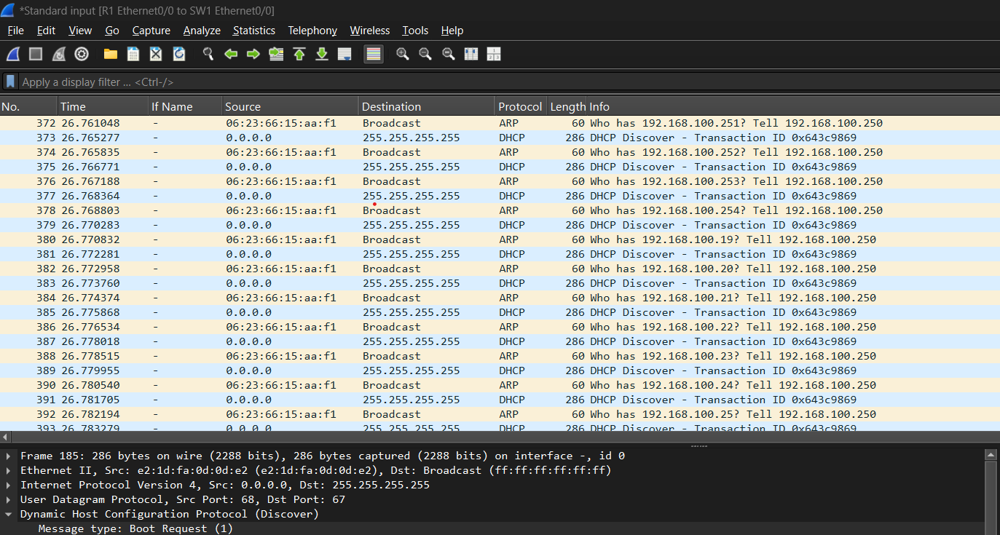 *Standard input [R1 Ethernet0/0 to SW1 Ethernet0/0]
File Edit View Go Capture Analyze Statistics Telephony Wireless Tools Help
Apply a display filter ... <Ctrl-/>
No. Time If Name Source Destination Protocol Length Info
372 26.761048 - 06:23:66:15:aa:f1 Broadcast ARP 60 Who has 192.168.100.251? Tell 192.168.100.250
373 26.765277 - 0.0.0.0 255.255.255.255 DHCP 286 DHCP Discover - Transaction ID 0x643c9869
374 26.765835 - 06:23:66:15:aa:f1 Broadcast ARP 60 Who has 192.168.100.252? Tell 192.168.100.250
375 26.766771 - 0.0.0.0 255.255.255.255 DHCP 286 DHCP Discover - Transaction ID 0x643c9869
376 26.767188 - 06:23:66:15:aa:f1 Broadcast ARP 60 Who has 192.168.100.253? Tell 192.168.100.250
377 26.768364 - 0.0.0.0 255.255.255.255 DHCP 286 DHCP Discover - Transaction ID 0x643c9869
378 26.768803 - 06:23:66:15:aa:f1 Broadcast ARP 60 Who has 192.168.100.254? Tell 192.168.100.250
379 26.770283 - 0.0.0.0 255.255.255.255 DHCP 286 DHCP Discover - Transaction ID 0x643c9869
380 26.770832 - 06:23:66:15:aa:f1 Broadcast ARP 60 Who has 192.168.100.19? Tell 192.168.100.250
381 26.772281 - 0.0.0.0 255.255.255.255 DHCP 286 DHCP Discover - Transaction ID 0x643c9869
382 26.772958 - 06:23:66:15:aa:f1 Broadcast ARP 60 Who has 192.168.100.20? Tell 192.168.100.250
383 26.773760 - 0.0.0.0 255.255.255.255 DHCP 286 DHCP Discover - Transaction ID 0x643c9869
384 26.774374 - 06:23:66:15:aa:f1 Broadcast ARP 60 Who has 192.168.100.21? Tell 192.168.100.250
385 26.775868 - 0.0.0.0 255.255.255.255 DHCP 286 DHCP Discover - Transaction ID 0x643c9869
386 26.776534 - 06:23:66:15:aa:f1 Broadcast ARP 60 Who has 192.168.100.22? Tell 192.168.100.250
387 26.778018 - 0.0.0.0 255.255.255.255 DHCP 286 DHCP Discover - Transaction ID 0x643c9869
388 26.778515 - 06:23:66:15:aa:f1 Broadcast ARP 60 Who has 192.168.100.23? Tell 192.168.100.250
389 26.779955 - 0.0.0.0 255.255.255.255 DHCP 286 DHCP Discover - Transaction ID 0x643c9869
390 26.780540 - 06:23:66:15:aa:f1 Broadcast ARP 60 Who has 192.168.100.24? Tell 192.168.100.250
391 26.781705 - 0.0.0.0 255.255.255.255 DHCP 286 DHCP Discover - Transaction ID 0x643c9869
392 26.782194 - 06:23:66:15:aa:f1 Broadcast ARP 60 Who has 192.168.100.25? Tell 192.168.100.250
393 26.783279 - 0.0.0.0 255.255.255.255 DHCP 286 DHCP Discover - Transaction ID 0x643c9869
Frame 185: 286 bytes on wire (2288 bits), 286 bytes captured (2288 bits) on interface -, id 0
Ethernet II, Src: e2:1d:fa:0d:0d:e2 (e2:1d:fa:0d:0d:e2), Dst: Broadcast (ff:ff:ff:ff:ff:ff)
Internet Protocol Version 4, Src: 0.0.0.0, Dst: 255.255.255.255
User Datagram Protocol, Src Port: 68, Dst Port: 67
Dynamic Host Configuration Protocol (Discover)
Message type: Boot Request (1)